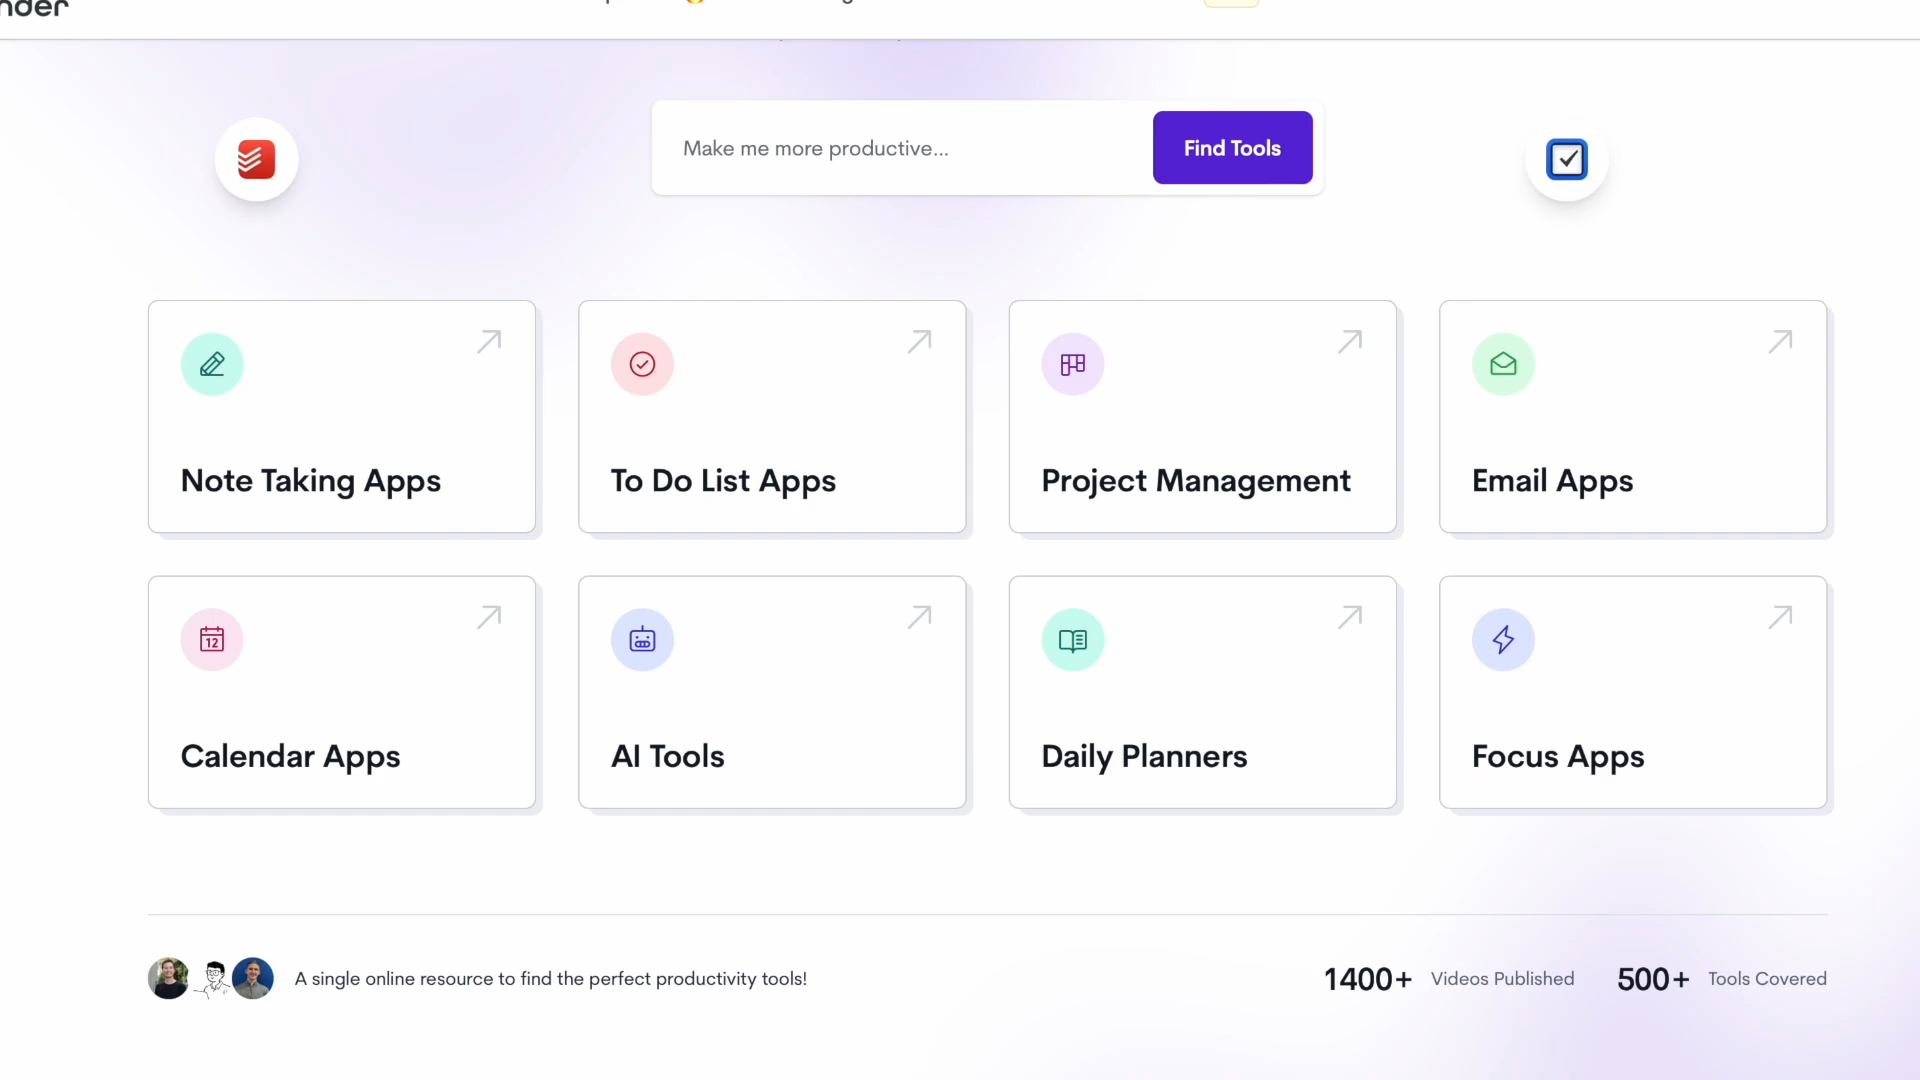 Make me more productive...
Find Tools
Note Taking Apps
To Do List Apps
Project Management
Email Apps
12
Calendar Apps
AI Tools
Daily Planners
Focus Apps
A single online resource to find the perfect productivity tools!
1400+ Videos Published
500+ Tools Covered